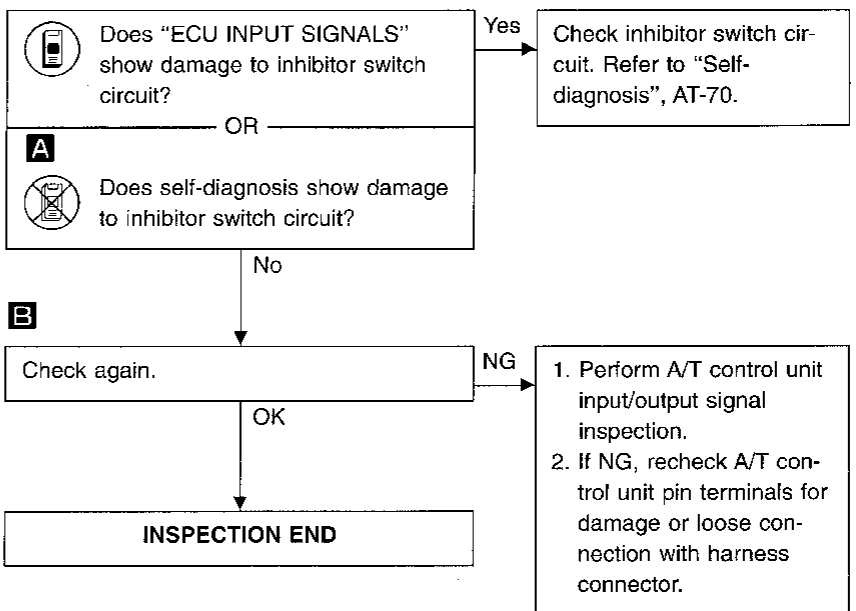 Does “ECU INPUT SIGNALS”
show damage to inhibitor switch
circuit?
Yes
Check inhibitor switch cir-
cuit. Refer to “Self-
diagnosis”, AT-70.
OR
A
Does self-diagnosis show damage
to inhibitor switch circuit?
No
B
Check again.
NG
1. Perform A/T control unit
input/output signal
inspection.
2. If NG, recheck A/T con-
trol unit pin terminals for
damage or loose con-
nection with harness
connector.
OK
INSPECTION END